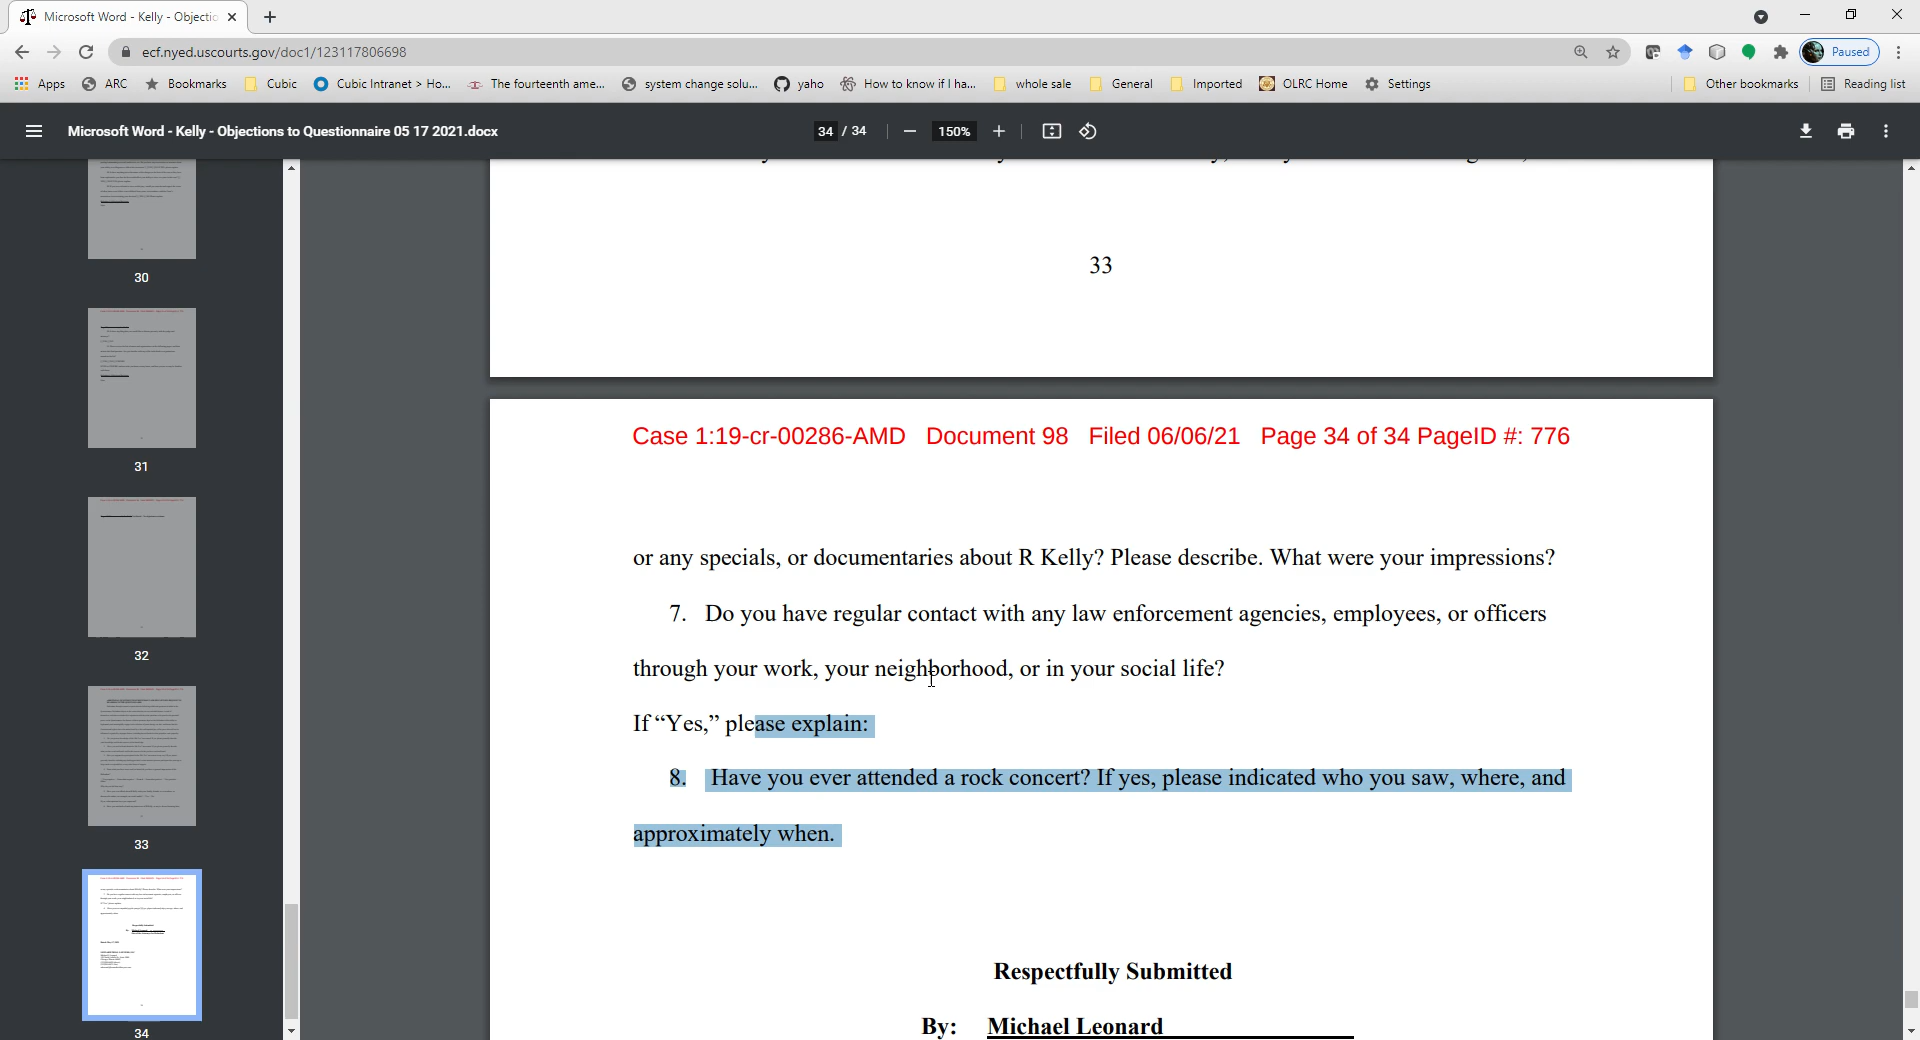 Microsoft Word - Kelly - Objectio
ecf.nyed.uscourts.gov/doc1/123117806698
Paused
Apps
ARC
Bookmarks
Cubic
Cubic Intranet > Ho...
The fourteenth ame...
system change solu...
yaho
How to know if I ha...
whole sale
General
Imported
OLRC Home
Settings
Other bookmarks
Reading list
Microsoft Word - Kelly - Objections to Questionnaire 05 17 2021.docx
34 / 34
150%
30
31
32
33
34
33
Case 1:19-cr-00286-AMD Document 98 Filed 06/06/21 Page 34 of 34 PageID #: 776
or any specials, or documentaries about R Kelly? Please describe. What were your impressions?
7. Do you have regular contact with any law enforcement agencies, employees, or officers
through your work, your neighborhood, or in your social life?
If “Yes,” please explain:
8. Have you ever attended a rock concert? If yes, please indicated who you saw, where, and
approximately when.
Respectfully Submitted
By: Michael Leonard